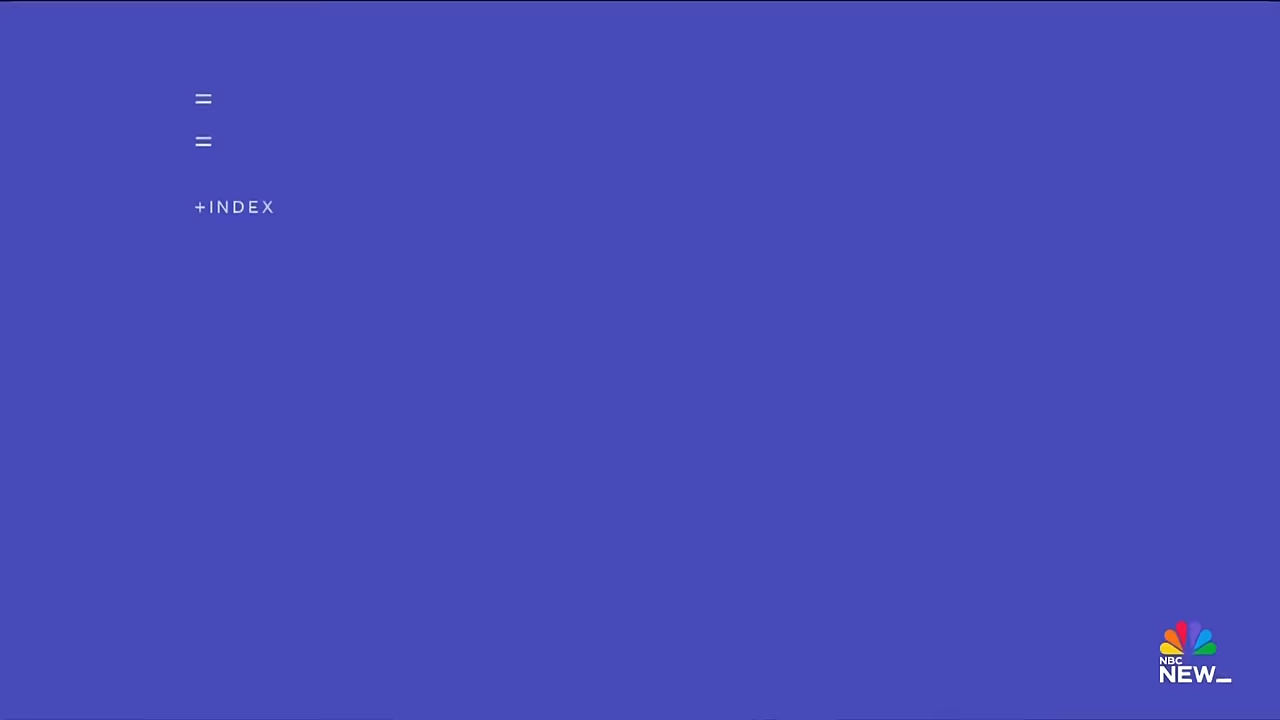 =
=
+INDEX
NBC
NEW_